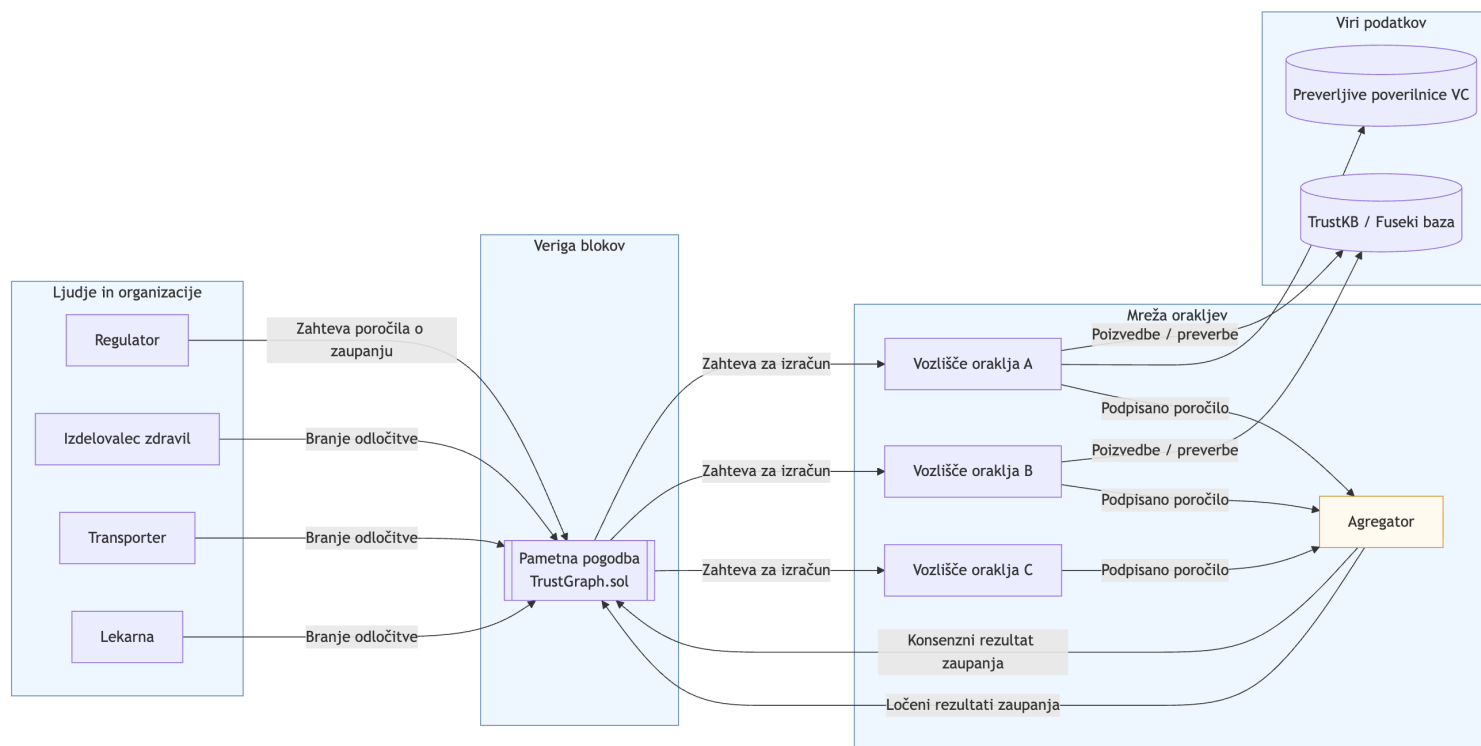 Viri podatkov
Preverljive poverilnice VC
TrustKB / Fuseki baza
Veriga blokov
Ljudje in organizacije
Regulator
Izdelovalec zdravil
Transporter
Lekarna
Zahteva poročila o
zaupanju
Branje odločitve
Branje odločitve
Branje odločitve
Pametna pogodba
TrustGraph.sol
Zahteva za izračun
Zahteva za izračun
Zahteva za izračun
Mreža orakljev
Vozlišče oraklja A
Vozlišče oraklja B
Vozlišče oraklja C
Poizvedbe / preverbe
Podpisano poročilo
Poizvedbe / preverbe
Podpisano poročilo
Podpisano poročilo
Agregator
Konsenzni rezultat
zaupanja
Ločeni rezultati zaupanja